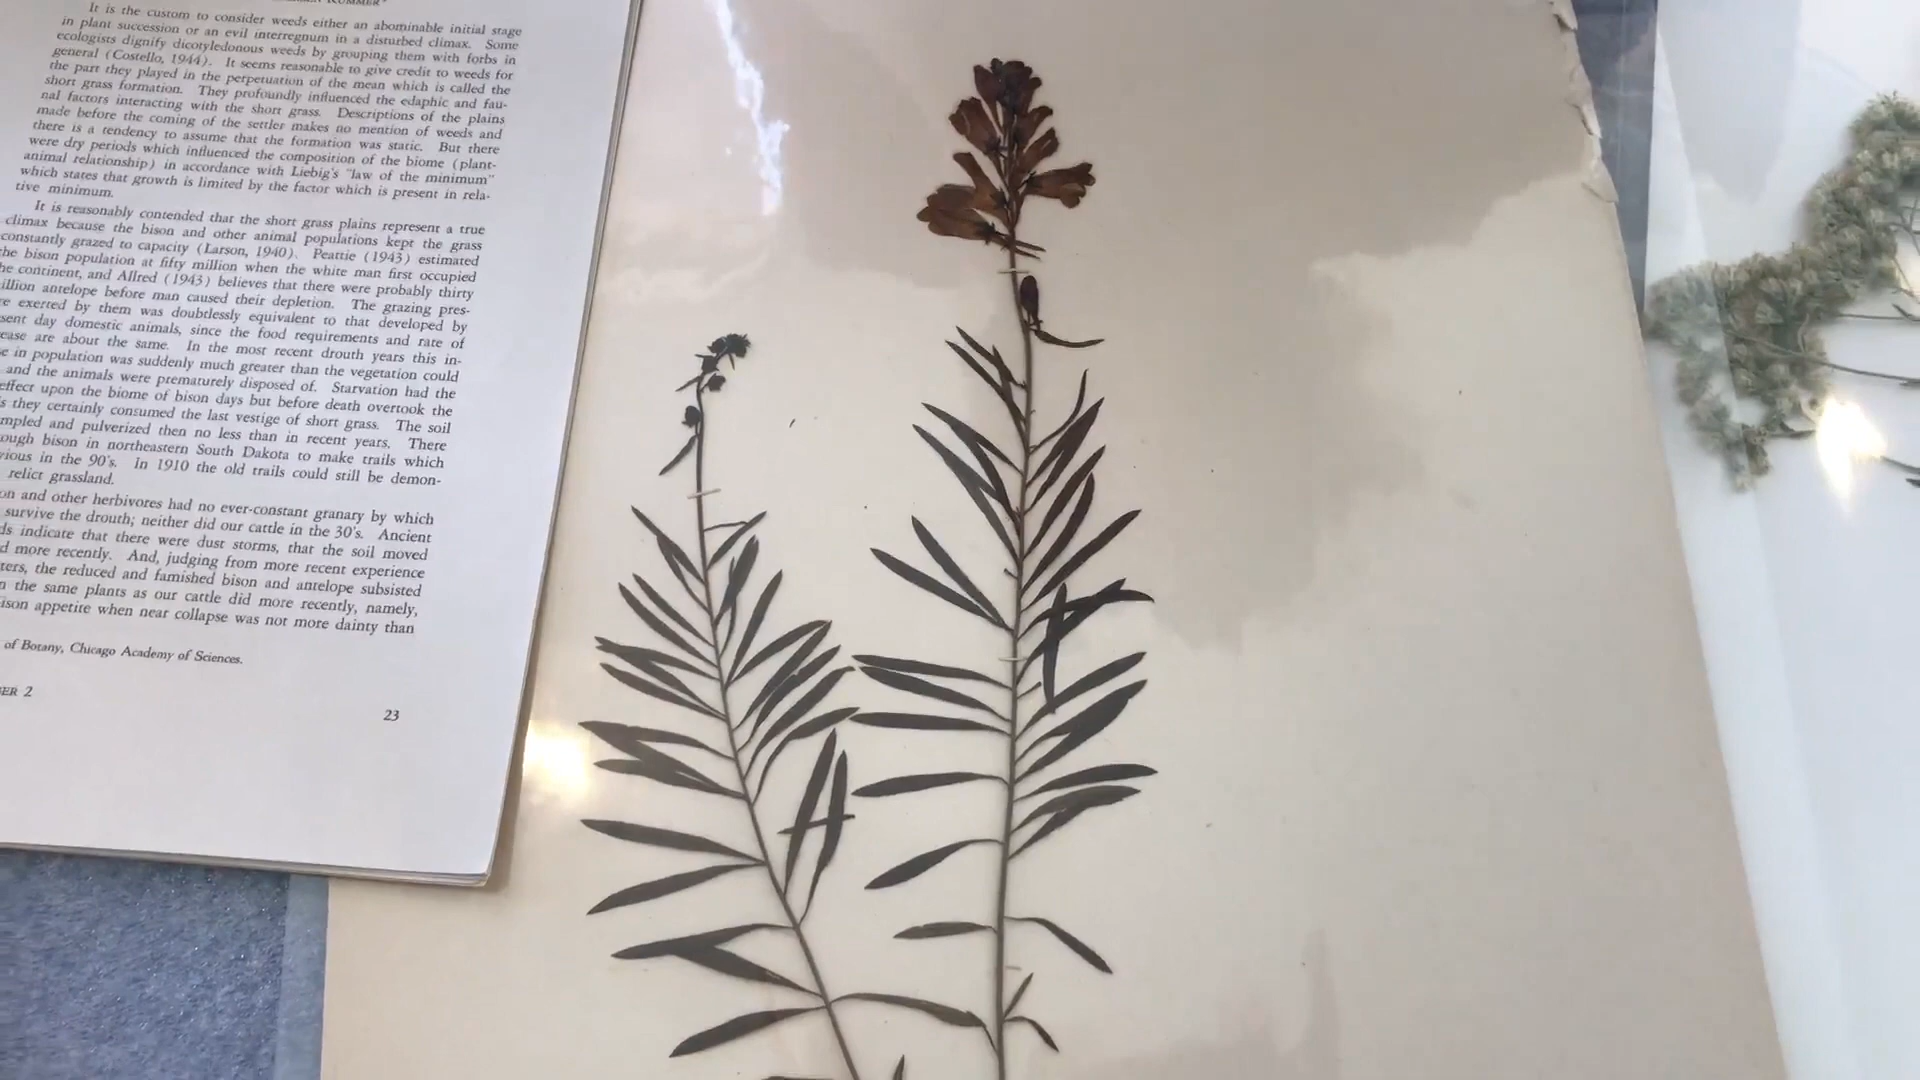 KUMMER
It is the custom to consider weeds either an abominable initial stage
in plant succession or an evil interregnum in a disturbed climax. Some
ecologists dignify dicotyledonous weeds by grouping them with forbs in
general (Costello, 1944). It seems reasonable to give credit to weeds for
the part they played in the perpetuation of the mean which is called the
short grass formation. They profoundly influenced the edaphic and fau-
nal factors interacting with the short grass. Descriptions of the plains
made before the coming of the settler makes no mention of weeds and
there is a tendency to assume that the formation was static. But there
were dry periods which influenced the composition of the biome (plant-
animal relationship) in accordance with Liebig's "law of the minimum"
which states that growth is limited by the factor which is present in rela-
tive minimum.
It is reasonably contended that the short grass plains represent a true
climax because the bison and other animal populations kept the grass
constantly grazed to capacity (Larson, 1940). Peattie (1943) estimated
the bison population at fifty million when the white man first occupied
he continent, and Allred (1943) believes that there were probably thirty
illion antelope before man caused their depletion. The grazing pres-
re exerted by them was doubtlessly equivalent to that developed by
sent day domestic animals, since the food requirements and rate of
ease are about the same. In the most recent drouth years this in-
e in population was suddenly much greater than the vegetation could
and the animals were prematurely disposed of. Starvation had the
effect upon the biome of bison days but before death overtook the
s they certainly consumed the last vestige of short grass. The soil
mpled and pulverized then no less than in recent years. There
ough bison in northeastern South Dakota to make trails which
vious in the 90's. In 1910 the old trails could still be demon-
relict grassland.
on and other herbivores had no ever-constant granary by which
survive the drouth; neither did our cattle in the 30's. Ancient
ds indicate that there were dust storms, that the soil moved
d more recently. And, judging from more recent experience
ters, the reduced and famished bison and antelope subsisted
n the same plants as our cattle did more recently, namely,
ison appetite when near collapse was not more dainty than
of Botany, Chicago Academy of Sciences.
ER 2
23